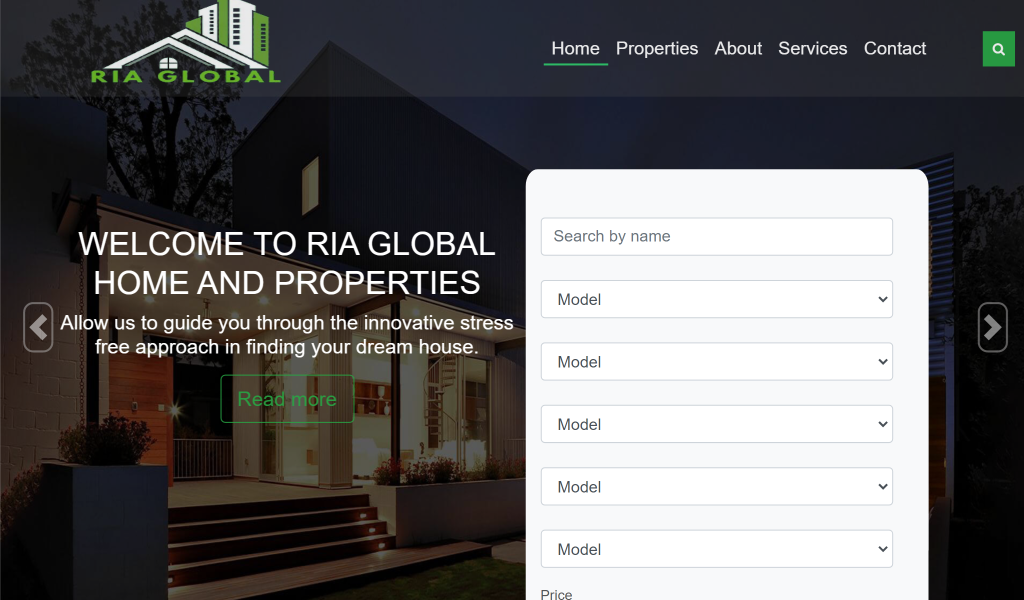 RIA GLOBAL
Home
Properties
About
Services
Contact
WELCOME TO RIA GLOBAL
HOME AND PROPERTIES
Allow us to guide you through the innovative stress
free approach in finding your dream house.
Read more
Search by name
Model
Model
Model
Model
Model
Price